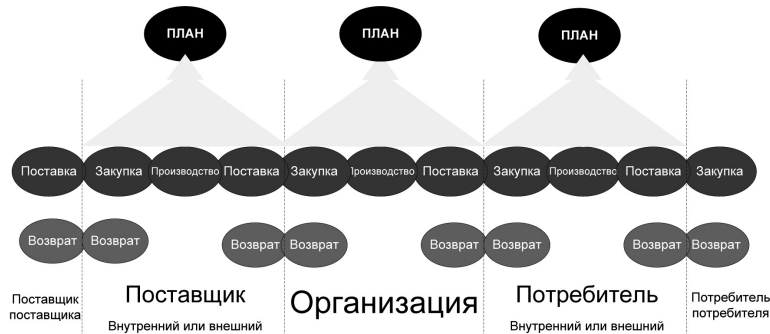 ПЛАН ПЛАН ПЛАН
Поставка Закупка Производство Поставка Закупка Производство Поставка Закупка Производство Поставка Закупка
Возврат Возврат Возврат Возврат Возврат Возврат Возврат Возврат
Поставщик поставщика
Поставщик
Внутренний или внешний
Организация
Потребитель
Внутренний или внешний
Потребитель
потребителя